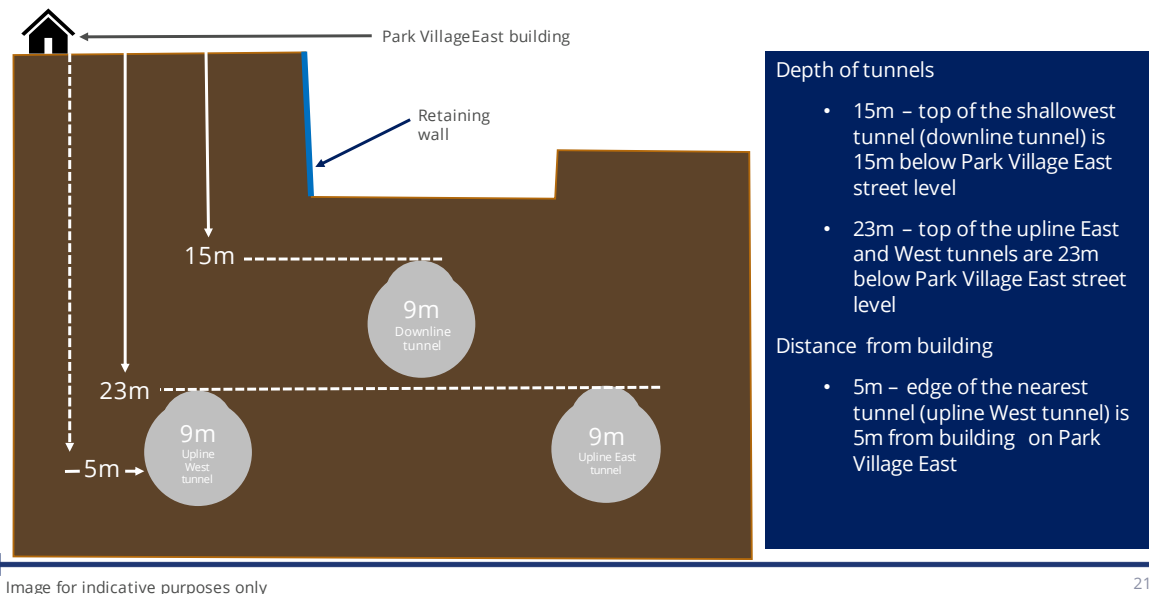 Park VillageEast building
Retaining
wall
15m
9m
Downline
tunnel
23m
9m
Upline
West
tunnel
9m
Upline East
tunnel
5m
Depth of tunnels
• 15m – top of the shallowest
tunnel (downline tunnel) is
15m below Park Village East
street level
• 23m – top of the upline East
and West tunnels are 23m
below Park Village East street
level
Distance from building
• 5m – edge of the nearest
tunnel (upline West tunnel) is
5m from building on Park
Village East
Image for indicative purposes only
21